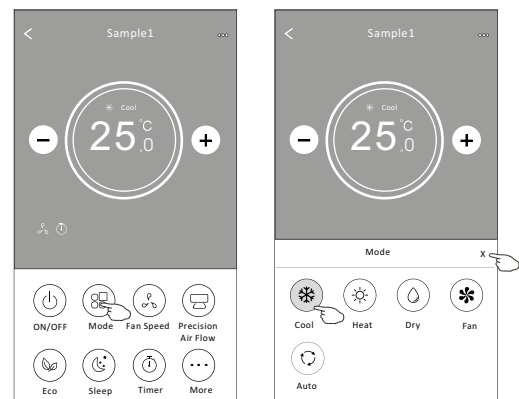 Sample1
Cool
25.0°C
ON/OFF
Mode
Fan Speed
Precision
Air Flow
Eco
Sleep
Timer
More
Sample1
Cool
25.0°C
Mode
X
Cool
Heat
Dry
Fan
Auto